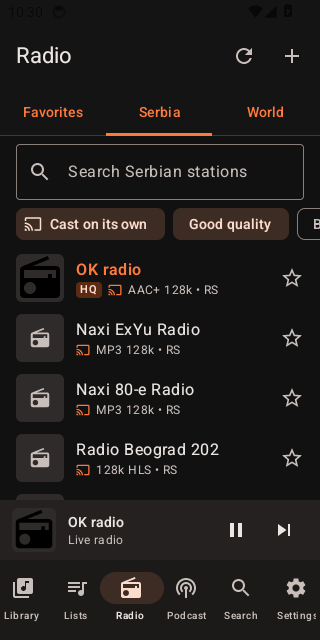 10:30
Radio
Favorites
Serbia
World
Search Serbian stations
Cast on its own
Good quality
OK radio
HQ AAC+ 128k • RS
Naxi ExYu Radio
MP3 128k • RS
Naxi 80-e Radio
MP3 128k • RS
Radio Beograd 202
128k HLS • RS
OK radio
Live radio
Library
Lists
Radio
Podcast
Search
Settings